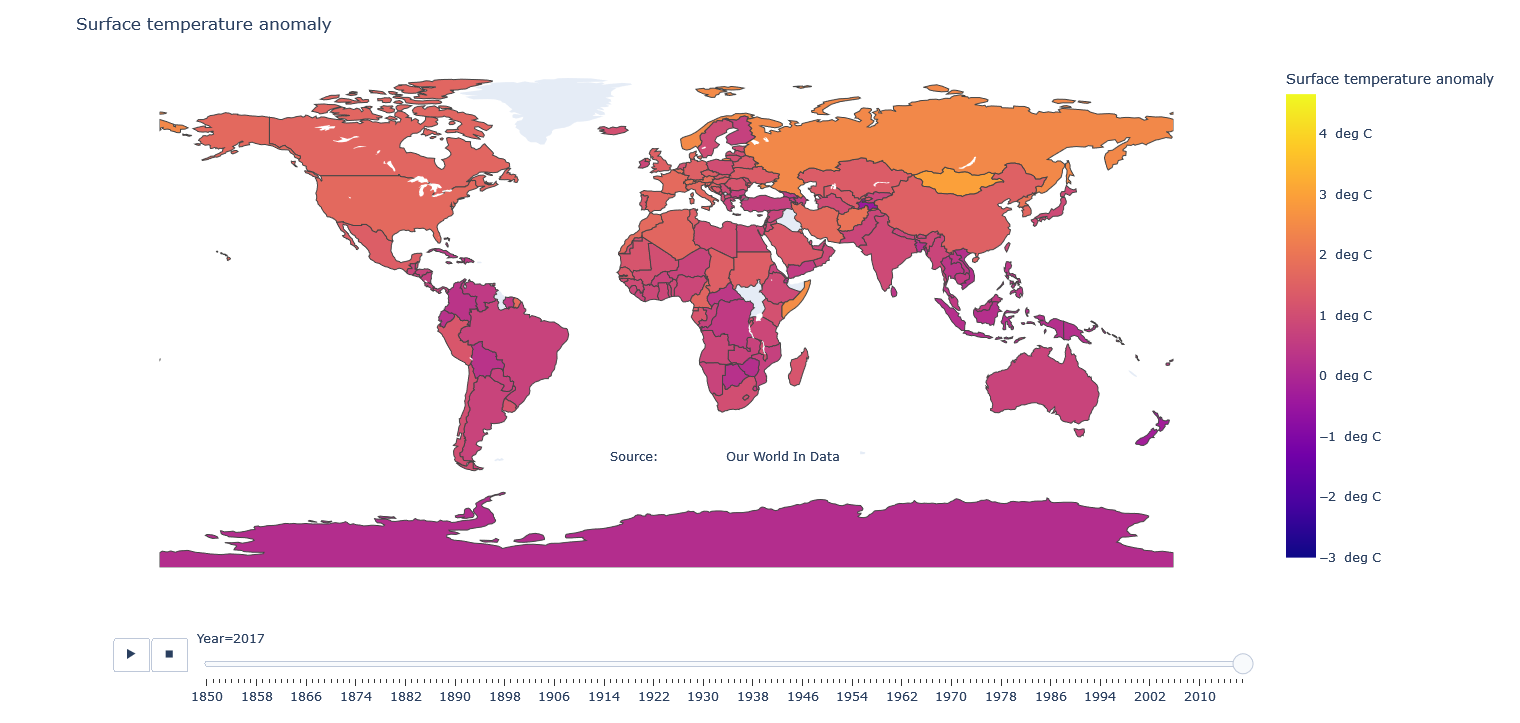 Surface temperature anomaly
Surface temperature anomaly
4 deg C
3 deg C
2 deg C
1 deg C
0 deg C
−1 deg C
−2 deg C
−3 deg C
Source: Our World In Data
Year=2017
1850 1858 1866 1874 1882 1890 1898 1906 1914 1922 1930 1938 1946 1954 1962 1970 1978 1986 1994 2002 2010